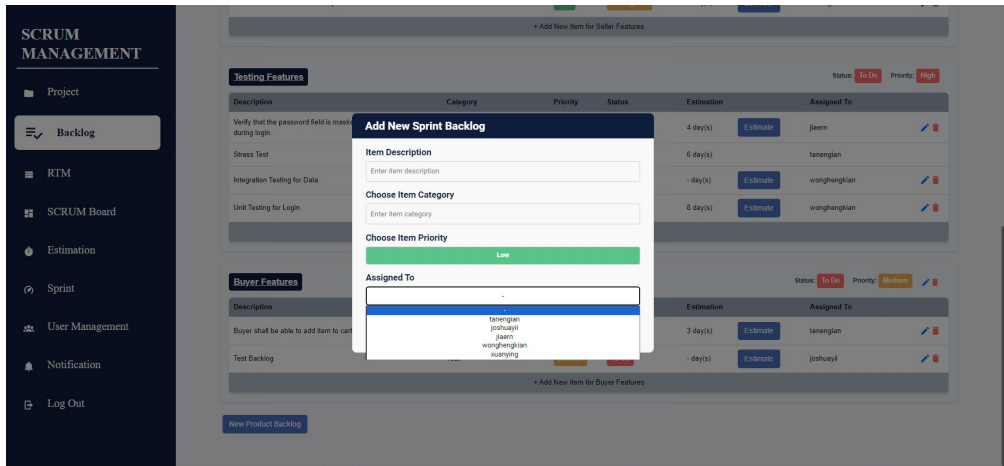 SCRUM
MANAGEMENT
Project
Backlog
RTM
SCRUM Board
Estimation
Sprint
User Management
Notification
Log Out
+ Add New Item for Seller Features
Testing Features
Status: To Do Priority: High
Description Category Priority Status Estimation Assigned To
Verify that the password field is maske
during login.
4 day(s) Estimate jiaern
Stress Test 6 day(s) tanengian
Integration Testing for Data - day(s) Estimate wonghengkian
Unit Testing for Login 8 day(s) Estimate wonghengkian
Add New Sprint Backlog
Item Description
Enter item description
Choose Item Category
Enter item category
Choose Item Priority
Low
Assigned To
-
-
tanengian
joshuayii
jiaern
wonghengkian
xuanying
Buyer Features
Status: To Do Priority: Medium
Description Estimation Assigned To
Buyer shall be able to add item to cart 3 day(s) Estimate tanengian
Test Backlog - day(s) Estimate joshuayii
+ Add New Item for Buyer Features
New Product Backlog